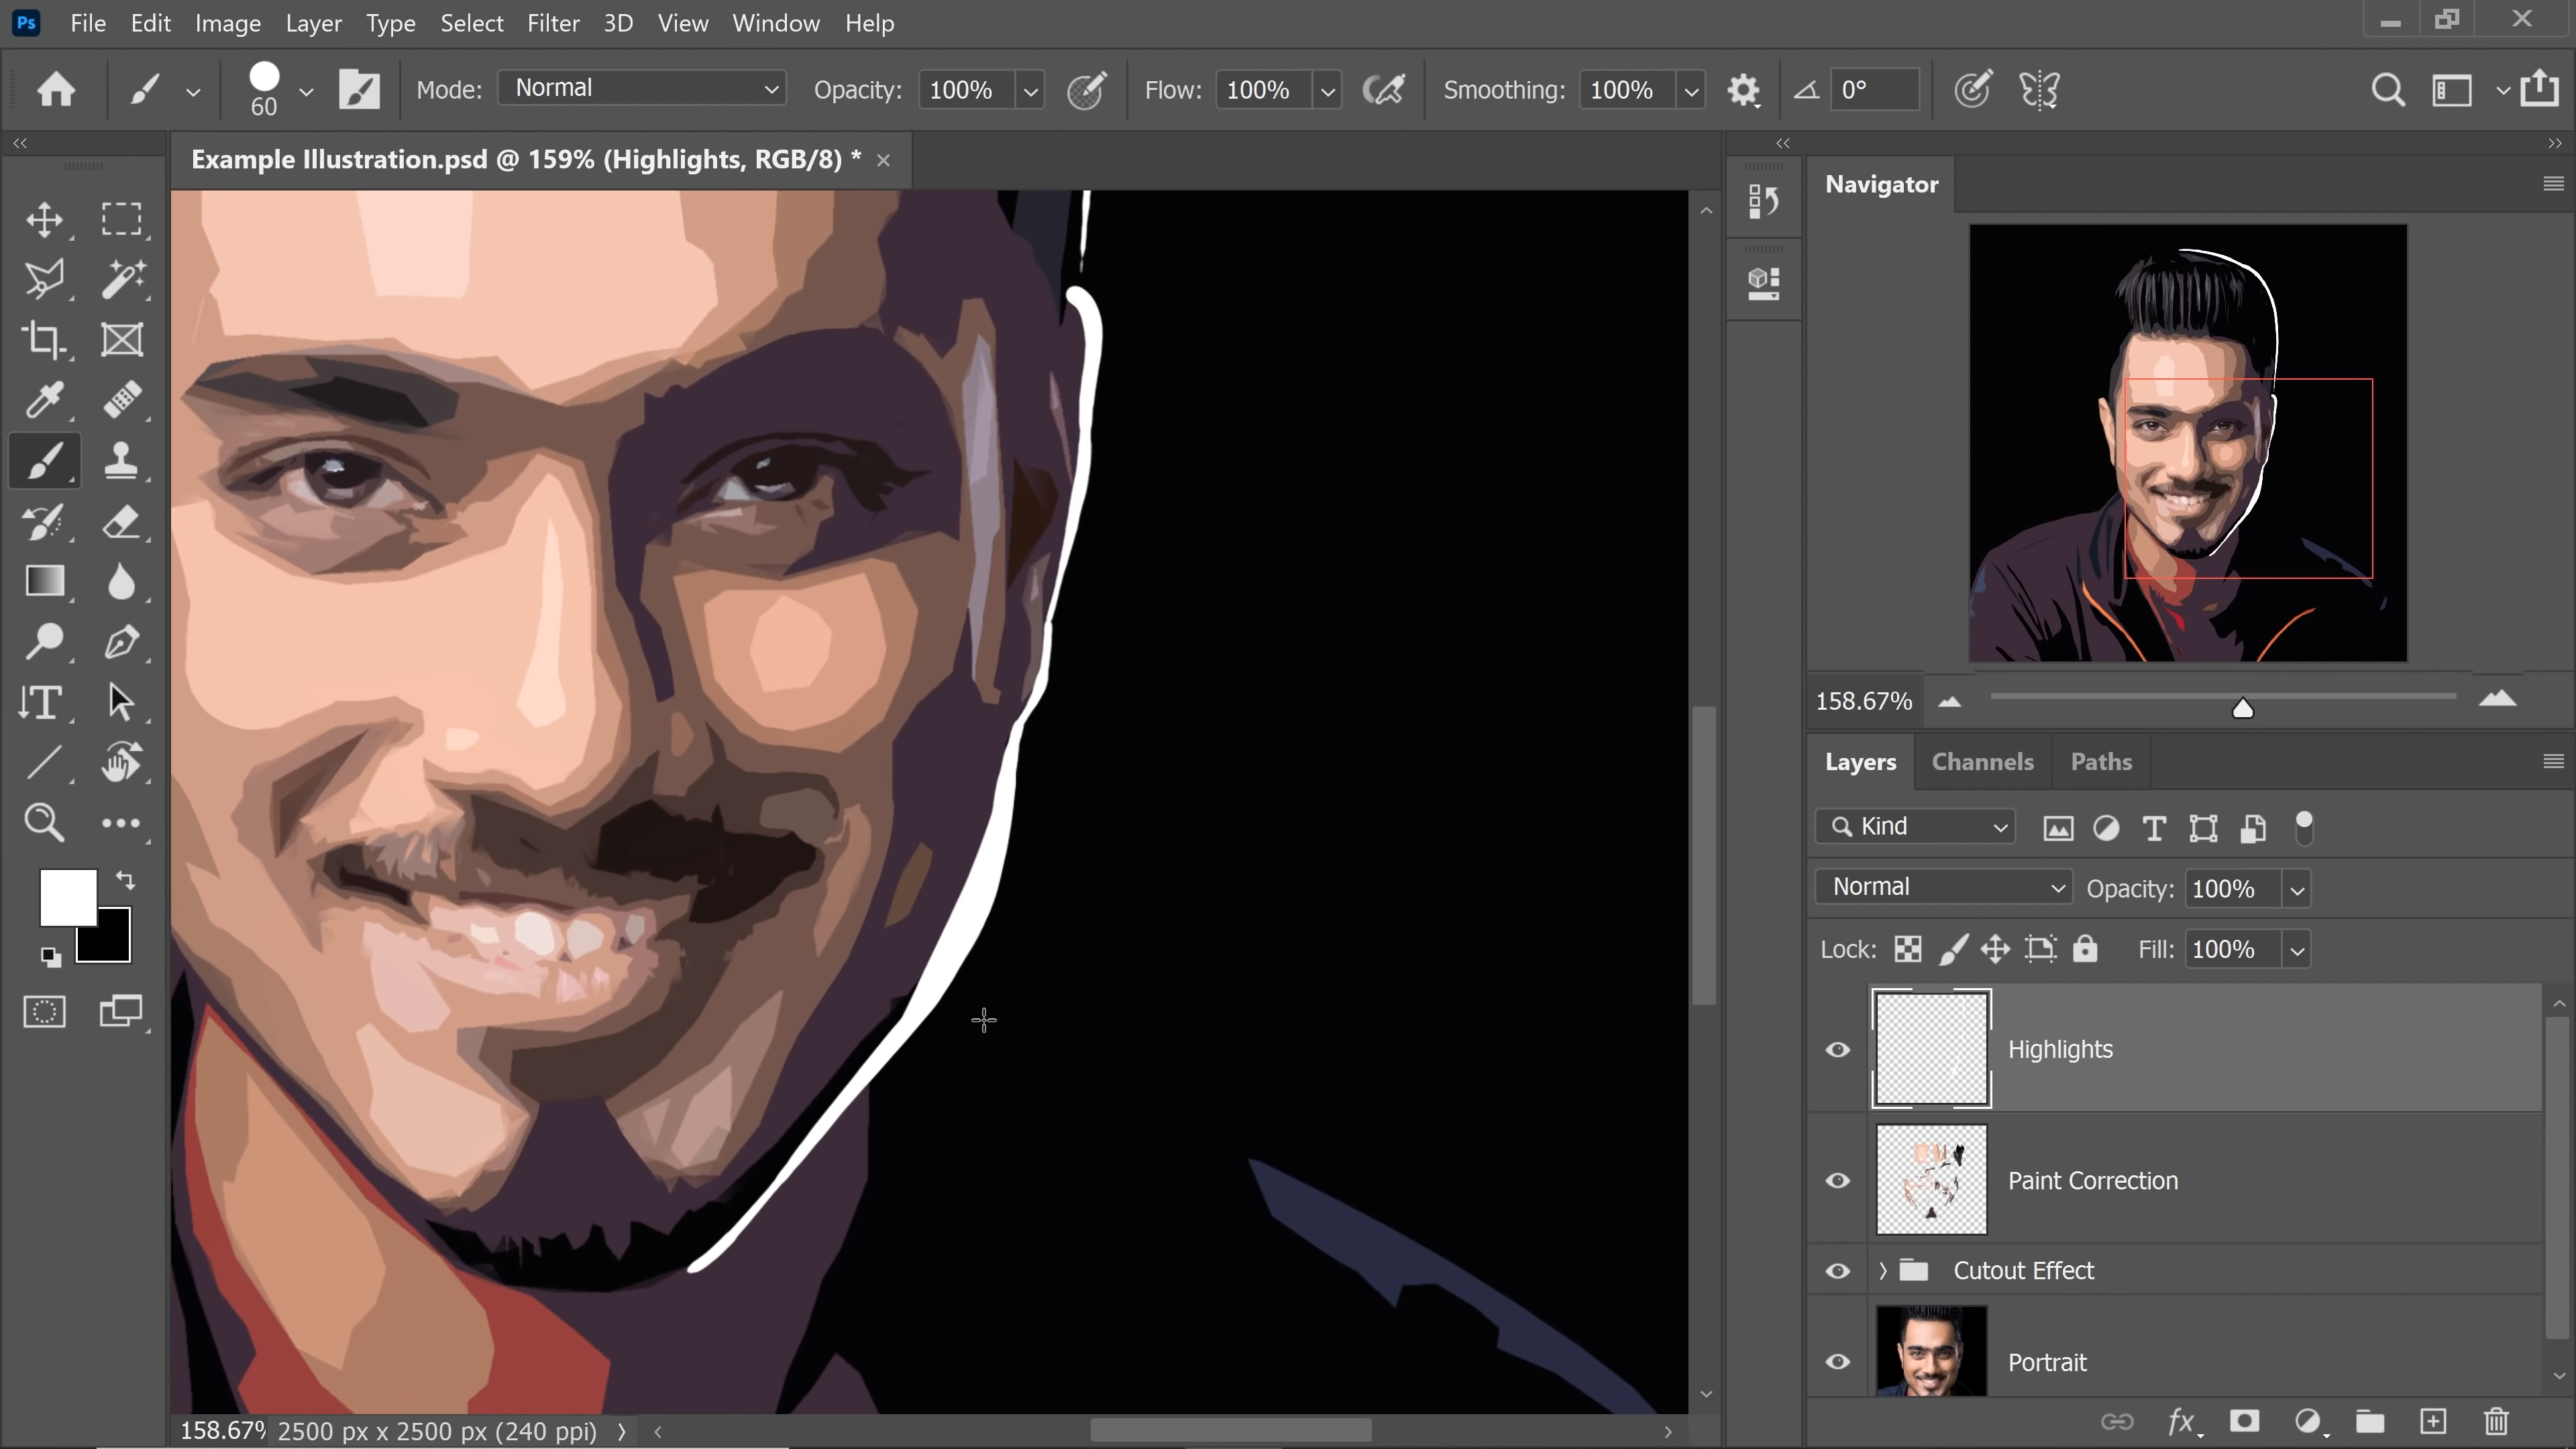 Ps File Edit Image Layer Type Select Filter 3D View Window Help
60 Mode: Normal Opacity: 100% Flow: 100% Smoothing: 100% 0°
Example Illustration.psd @ 159% (Highlights, RGB/8) *
Navigator
158.67%
Layers Channels Paths
Kind
Normal Opacity: 100%
Lock: Fill: 100%
Highlights
Paint Correction
Cutout Effect
Portrait
fx
158.67% 2500 px x 2500 px (240 ppi)